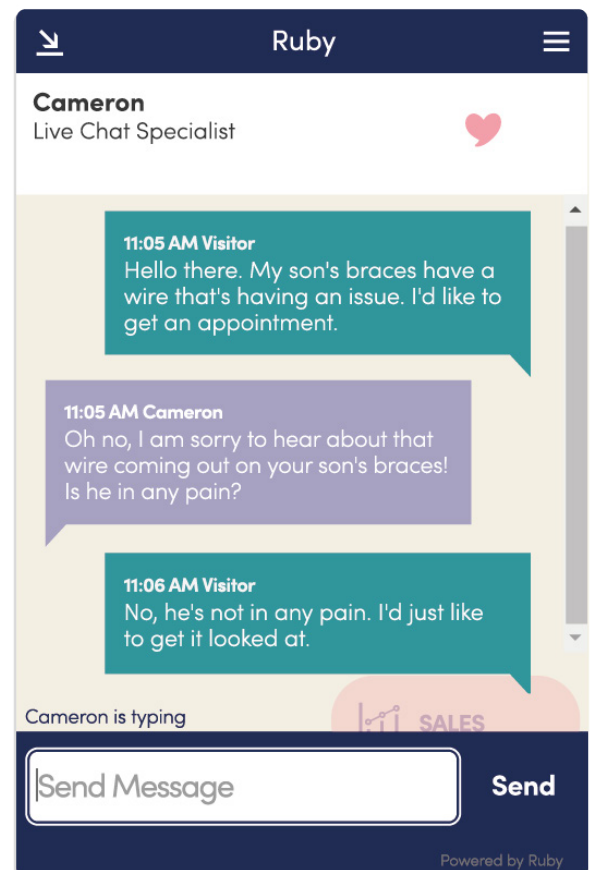 Ruby
Cameron
Live Chat Specialist
11:05 AM Visitor
Hello there. My son's braces have a
wire that's having an issue. I'd like to
get an appointment.
11:05 AM Cameron
Oh no, I am sorry to hear about that
wire coming out on your son's braces!
Is he in any pain?
11:06 AM Visitor
No, he's not in any pain. I'd just like
to get it looked at.
Cameron is typing
SALES
Send Message
Send
Powered by Ruby